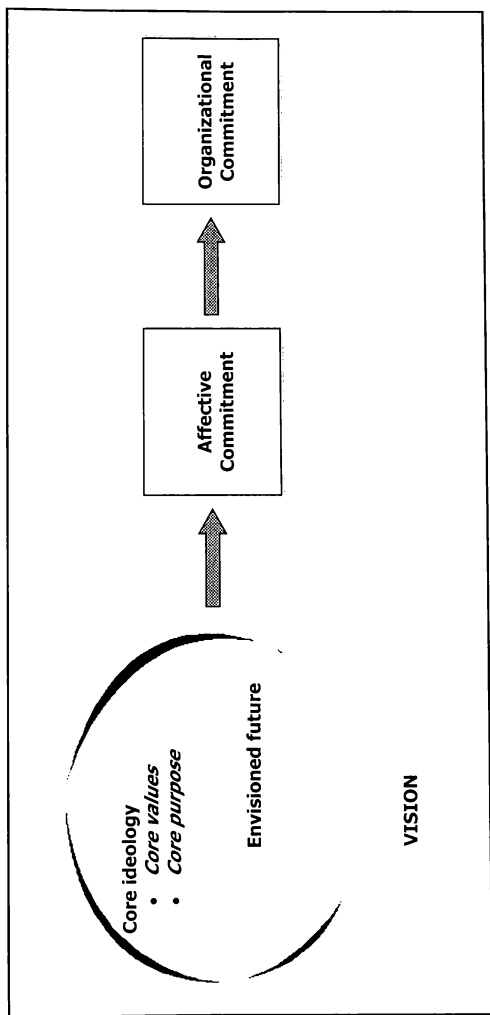 Core ideology
• Core values
• Core purpose
Envisioned future
VISION
Affective
Commitment
Organizational
Commitment